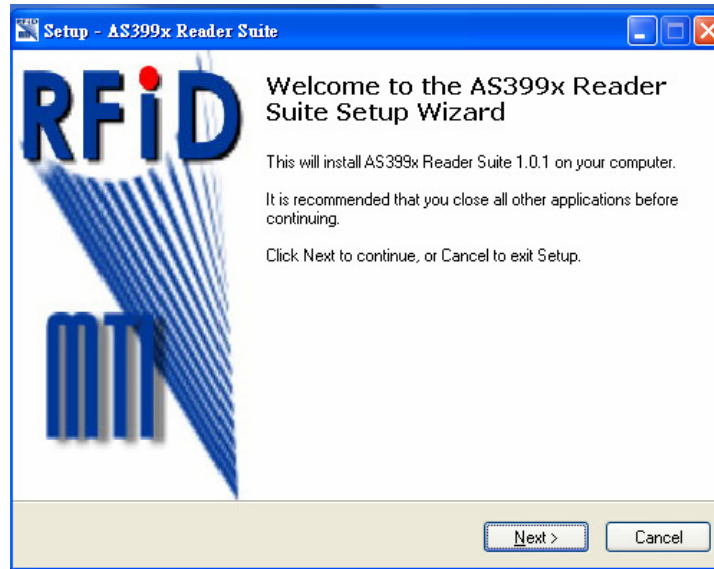 Setup - AS399x Reader Suite
RFiD
MTI
Welcome to the AS399x Reader
Suite Setup Wizard
This will install AS399x Reader Suite 1.0.1 on your computer.
It is recommended that you close all other applications before
continuing.
Click Next to continue, or Cancel to exit Setup.
Next >
Cancel